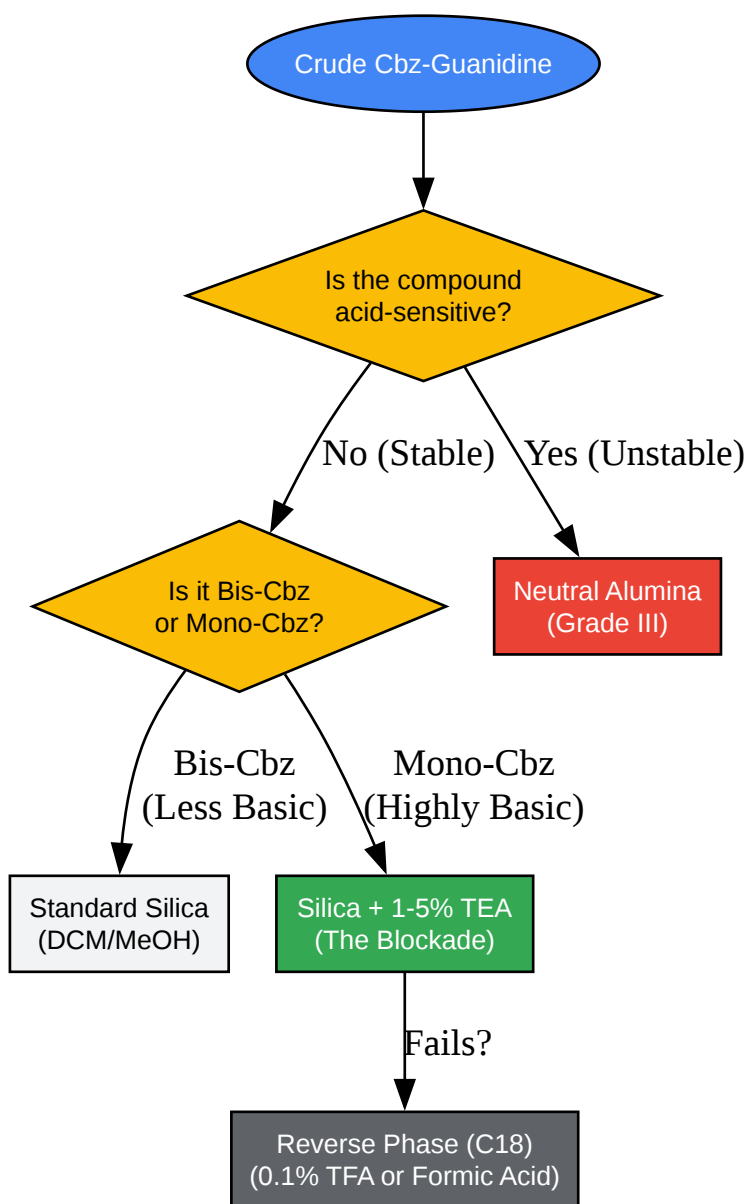 Crude Cbz-Guanidine
Is the compound
acid-sensitive?
No (Stable)
Yes (Unstable)
Is it Bis-Cbz
or Mono-Cbz?
Neutral Alumina
(Grade III)
Bis-Cbz
(Less Basic)
Mono-Cbz
(Highly Basic)
Standard Silica
(DCM/MeOH)
Silica + 1-5% TEA
(The Blockade)
Fails?
Reverse Phase (C18)
(0.1% TFA or Formic Acid)